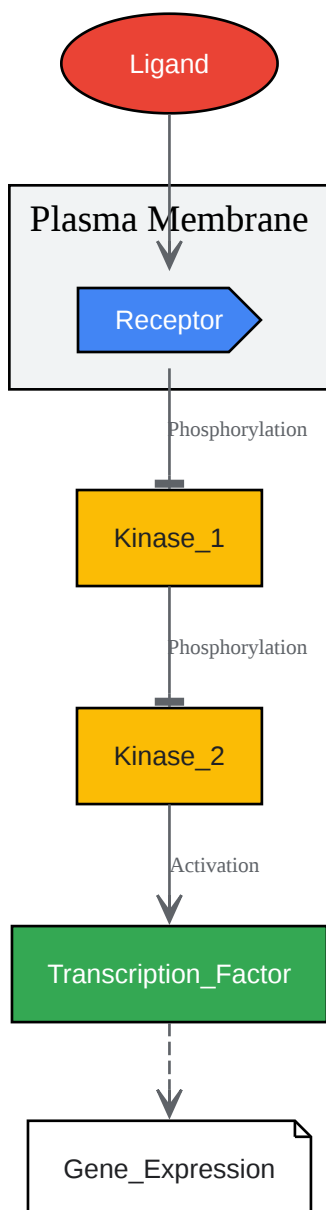 Ligand
Plasma Membrane
Receptor
Phosphorylation
Kinase_1
Phosphorylation
Kinase_2
Activation
Transcription_Factor
Gene_Expression